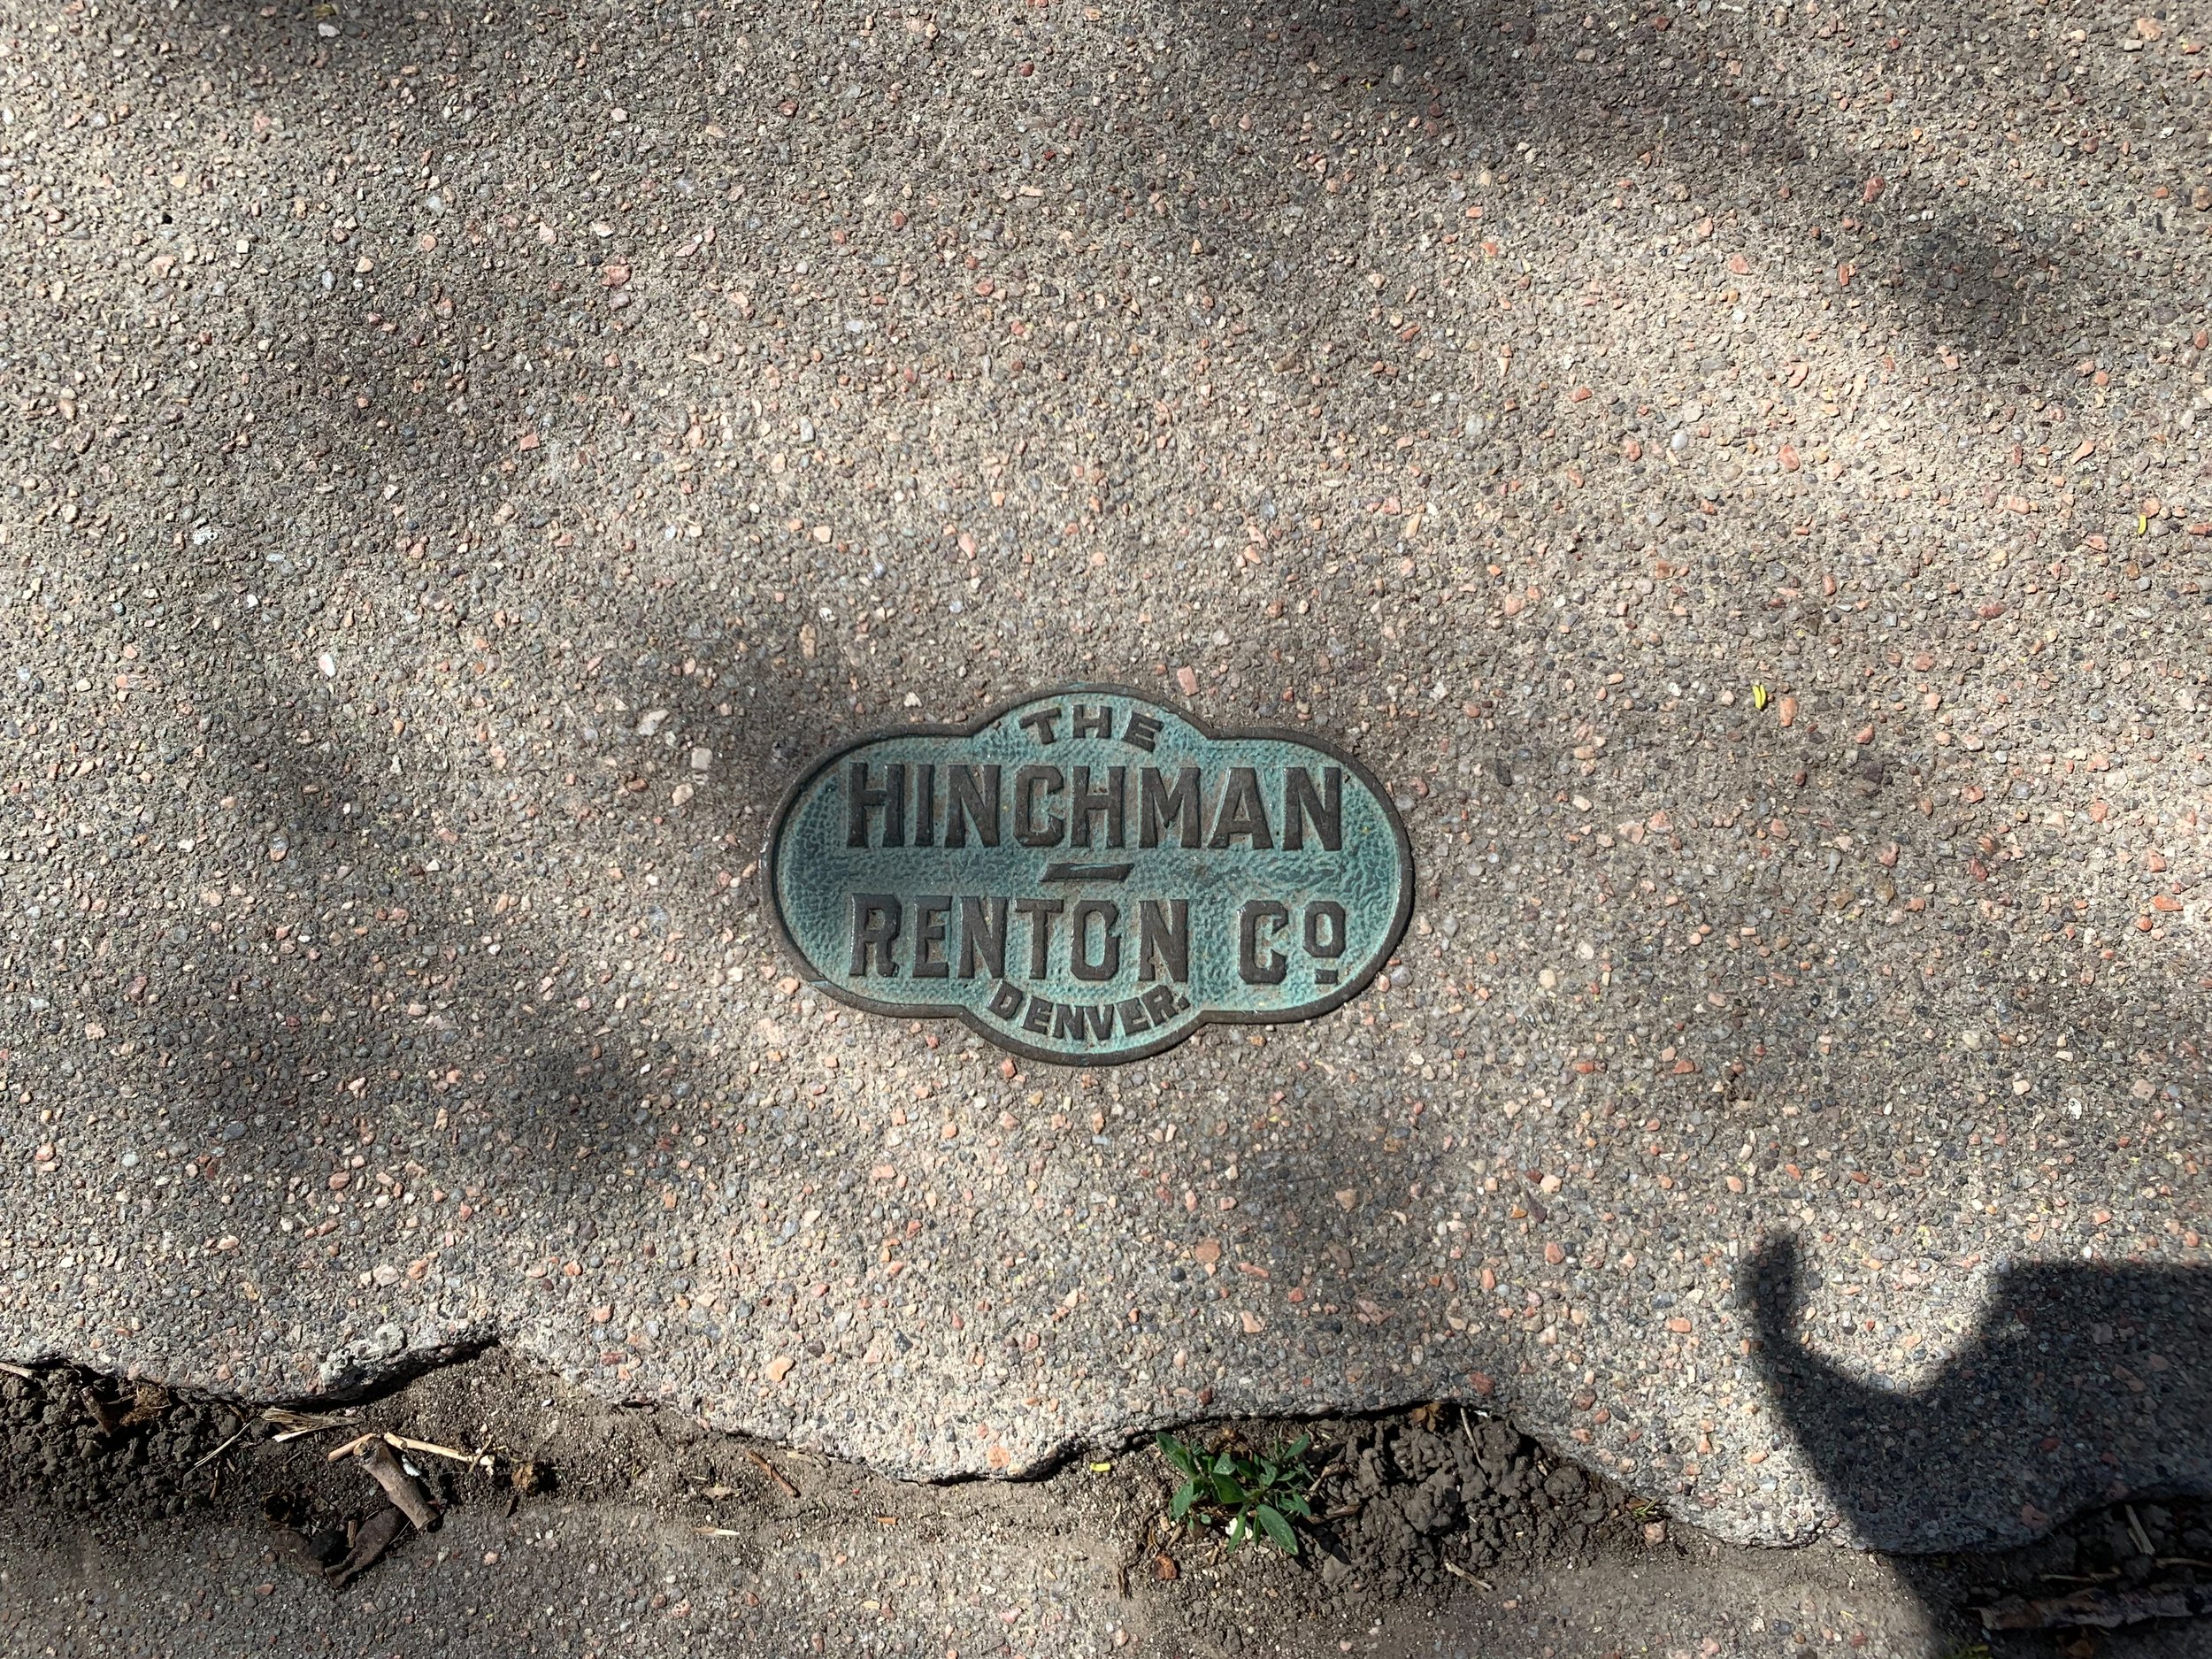 THE
HINCHMAN
-
RENTON Co
DENVER.